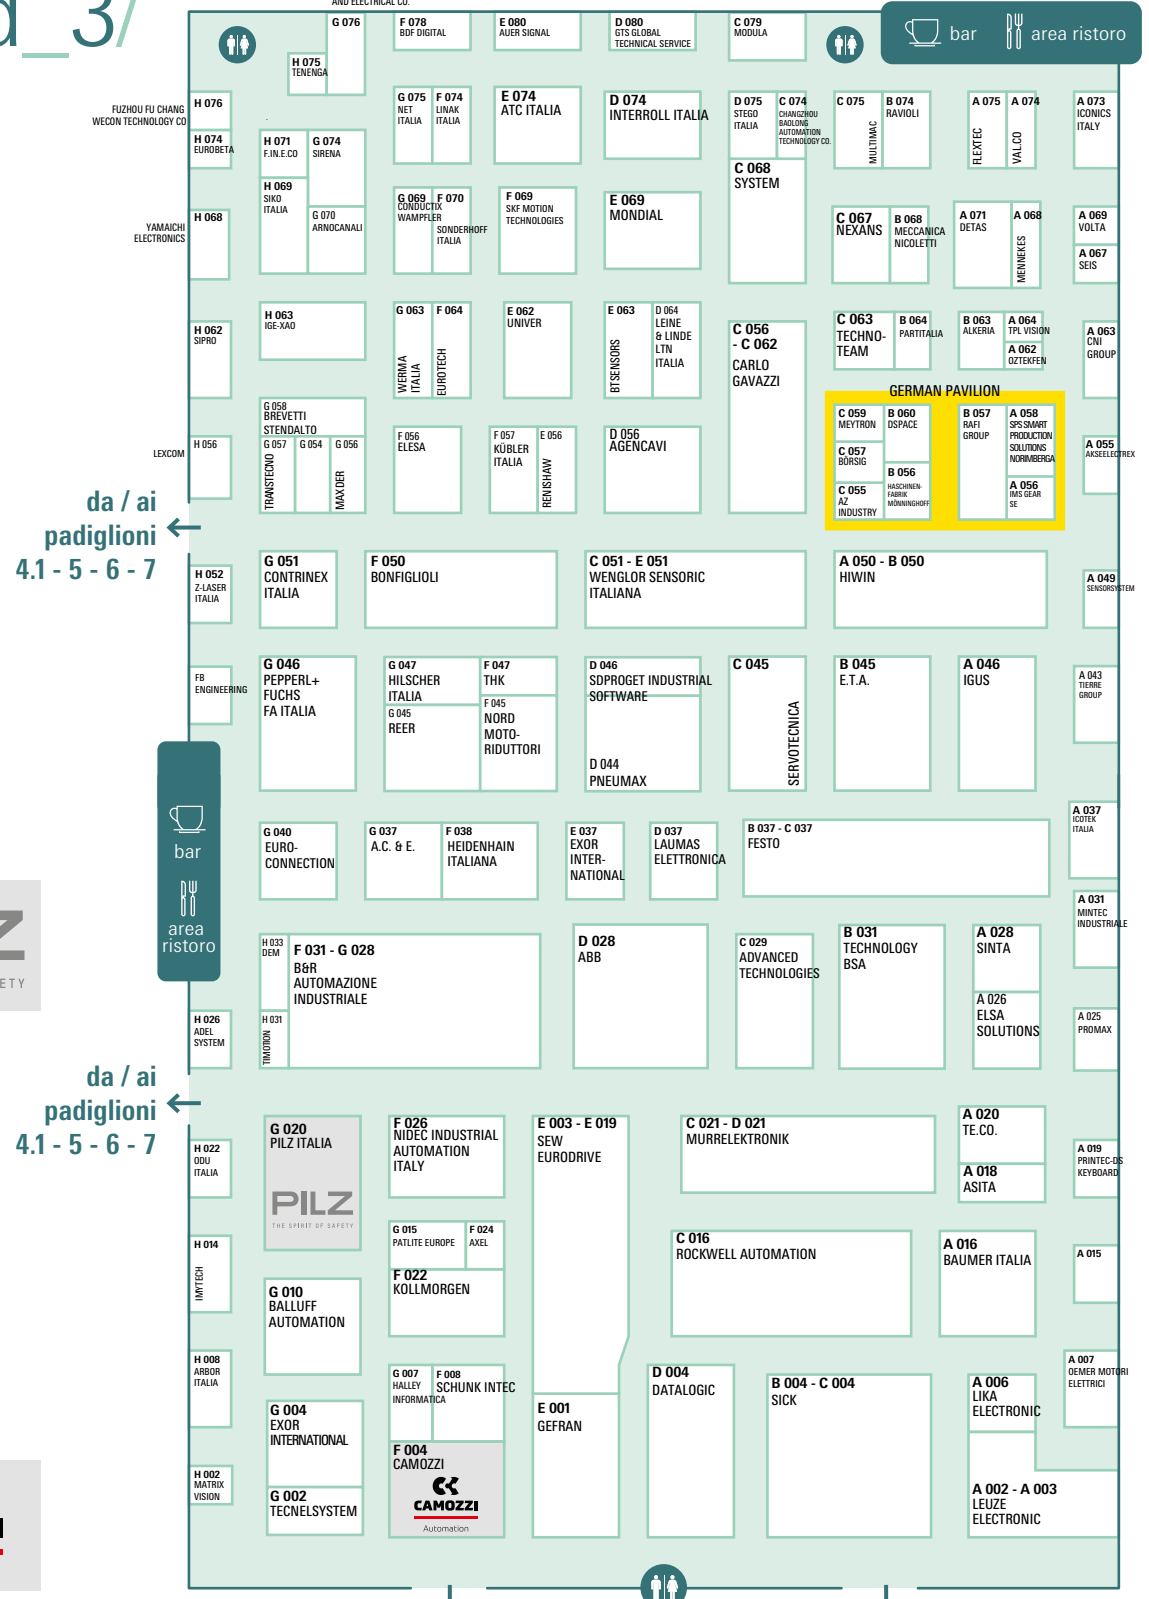 d_3/
AND ELECTRICAL CO.
G 076
F 078
BDF DIGITAL
E 080
AUER SIGNAL
D 080
GTS GLOBAL
TECHNICAL SERVICE
C 079
MODULA
bar
area ristoro
H 075
TENENGA
FUZHOU FU CHANG
WECON TECHNOLOGY CO
H 076
H 074
EUROBETA
G 075
NET
ITALIA
F 074
LINAK
ITALIA
E 074
ATC ITALIA
D 074
INTERROLL ITALIA
D 075
STEGO
ITALIA
C 074
CHANGZHOU
BAOLONG
AUTOMATION
TECHNOLOGY CO.
C 075
MULTIMAC
B 074
RAVIOLI
A 075
FLEXTEC
A 074
VAL.CO
A 073
ICONICS
ITALY
H 071
F.IN.E.CO
G 074
SIRENA
C 068
SYSTEM
H 069
SIKO
ITALIA
G 070
ARNOCANALI
G 069
CONDUCTIX
WAMPFLER
F 070
SONDERHOFF
ITALIA
F 069
SKF MOTION
TECHNOLOGIES
E 069
MONDIAL
YAMAICHI
ELECTRONICS
H 068
C 067
NEXANS
B 068
MECCANICA
NICOLETTI
A 071
DETAS
A 068
MENNEKES
A 069
VOLTA
A 067
SEIS
H 063
IGE-XAO
H 062
SIPRO
G 063
WERMA
ITALIA
F 064
EUROTECH
E 062
UNIVER
E 063
BTSENSORS
D 064
LEINE
& LINDE
LTN
ITALIA
C 056
- C 062
CARLO
GAVAZZI
C 063
TECHNO-
TEAM
B 064
PARTITALIA
B 063
ALKERIA
A 064
TPL VISION
A 062
OZTEKFEN
A 063
CNI
GROUP
GERMAN PAVILION
G 058
BREVETTI
STENDALTO
C 059
MEYTRON
B 060
DSPACE
B 057
RAFI
GROUP
A 058
SPS SMART
PRODUCTION
SOLUTIONS
NORIMBERGA
LEXCOM
H 056
G 057
TRANSTECNO
G 054
G 056
MAX DER
F 056
ELESA
F 057
KÜBLER
ITALIA
E 056
RENISHAW
D 056
AGENCAVI
C 057
BÖRSIG
B 056
HASCHINEN-
FABRIK
MÖNNINGHOFF
C 055
AZ
INDUSTRY
A 056
IMS GEAR
SE
A 055
AKSEELECTREX
da / ai
padiglioni
4.1 - 5 - 6 - 7
H 052
Z-LASER
ITALIA
G 051
CONTRINEX
ITALIA
F 050
BONFIGLIOLI
C 051 - E 051
WENGLOR SENSORIC
ITALIANA
A 050 - B 050
HIWIN
A 049
SENSORSYSTEM
FB
ENGINEERING
G 046
PEPPERL+
FUCHS
FA ITALIA
G 047
HILSCHER
ITALIA
F 047
THK
G 045
REER
F 045
NORD
MOTO-
RIDUTTORI
D 046
SDPROGET INDUSTRIAL
SOFTWARE
D 044
PNEUMAX
C 045
SERVOTECNICA
B 045
E.T.A.
A 046
IGUS
A 043
TIERRE
GROUP
bar
area
ristoro
G 040
EURO-
CONNECTION
G 037
A.C. & E.
F 038
HEIDENHAIN
ITALIANA
E 037
EXOR
INTER-
NATIONAL
D 037
LAUMAS
ELETTRONICA
B 037 - C 037
FESTO
A 037
ICOTEK
ITALIA
A 031
MINTEC
INDUSTRIALE
Z
ETY
H 033
DEM
F 031 - G 028
B&R
AUTOMAZIONE
INDUSTRIALE
D 028
ABB
C 029
ADVANCED
TECHNOLOGIES
B 031
TECHNOLOGY
BSA
A 028
SINTA
A 026
ELSA
SOLUTIONS
H 026
ADEL
SYSTEM
H 031
TIMOTION
A 025
PROMAX
da / ai
padiglioni
4.1 - 5 - 6 - 7
G 020
PILZ ITALIA
PILZ
THE SPIRIT OF SAFETY
F 026
NIDEC INDUSTRIAL
AUTOMATION
ITALY
E 003 - E 019
SEW
EURODRIVE
C 021 - D 021
MURRELEKTRONIK
A 020
TE.CO.
A 018
ASITA
H 022
ODU
ITALIA
A 019
PRINTEC-DS
KEYBOARD
G 015
PATLITE EUROPE
F 024
AXEL
H 014
IMYTECH
C 016
ROCKWELL AUTOMATION
A 016
BAUMER ITALIA
A 015
G 010
BALLUFF
AUTOMATION
F 022
KOLLMORGEN
H 008
ARBOR
ITALIA
G 007
HALLEY
INFORMATICA
F 008
SCHUNK INTEC
D 004
DATALOGIC
B 004 - C 004
SICK
A 006
LIKA
ELECTRONIC
A 007
OEMER MOTORI
ELETTRICI
G 004
EXOR
INTERNATIONAL
E 001
GEFRAN
F 004
CAMOZZI
CAMOZZI
Automation
H 002
MATRIX
VISION
G 002
TECNELSYSTEM
A 002 - A 003
LEUZE
ELECTRONIC